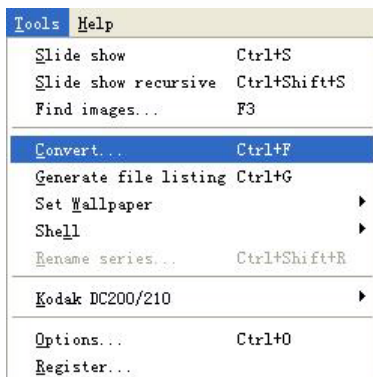 Tools Help
Slide show Ctrl+S
Slide show recursive Ctrl+Shift+S
Find images... F3
Convert... Ctrl+F
Generate file listing Ctrl+G
Set Wallpaper
Shell
Rename series... Ctrl+Shift+R
Kodak DC200/210
Options... Ctrl+O
Register...